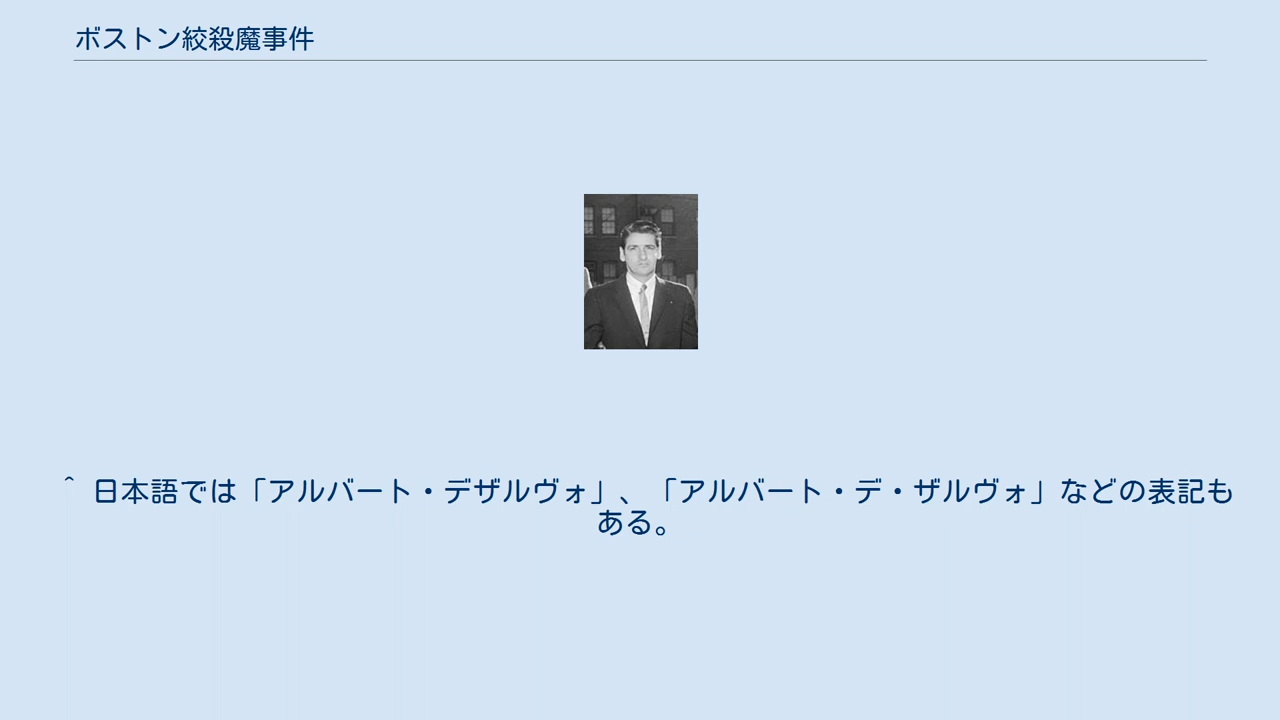 ボストン絞殺魔事件
^ 日本語では「アルバート・デザルヴォ」、「アルバート・デ・ザルヴォ」などの表記も
ある。